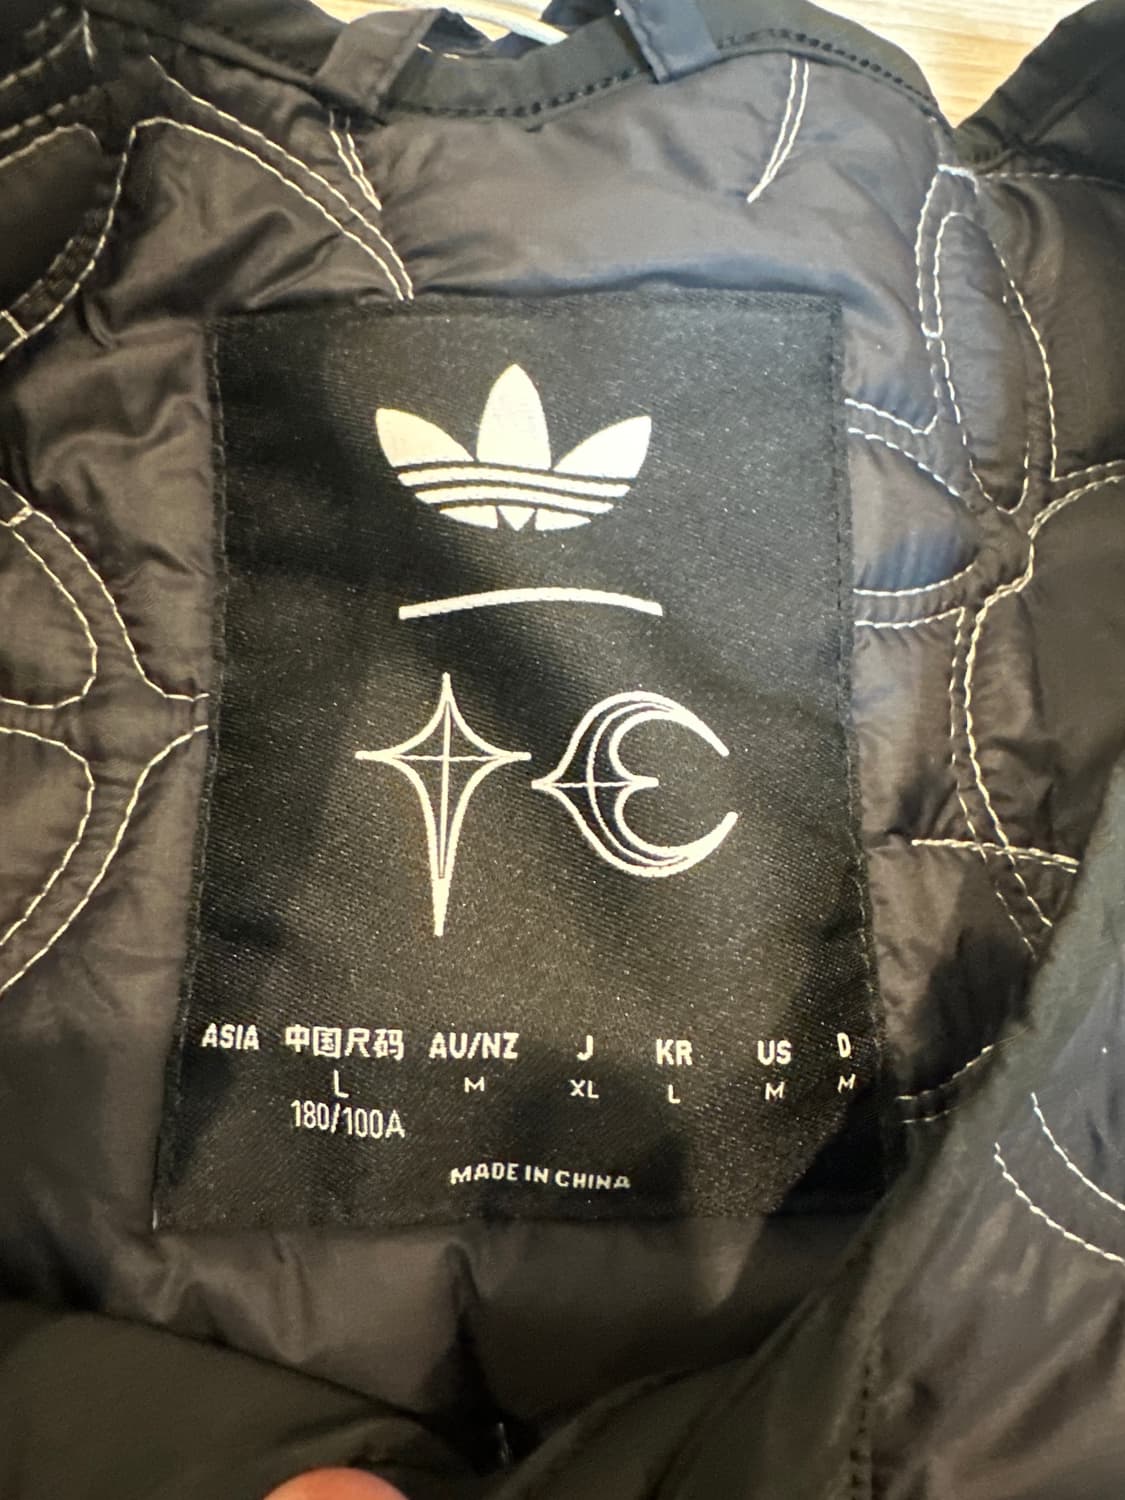 ASIA 中国尺码 AU/NZ J KR US D
L M XL L M M
180/100A
MADE IN CHINA